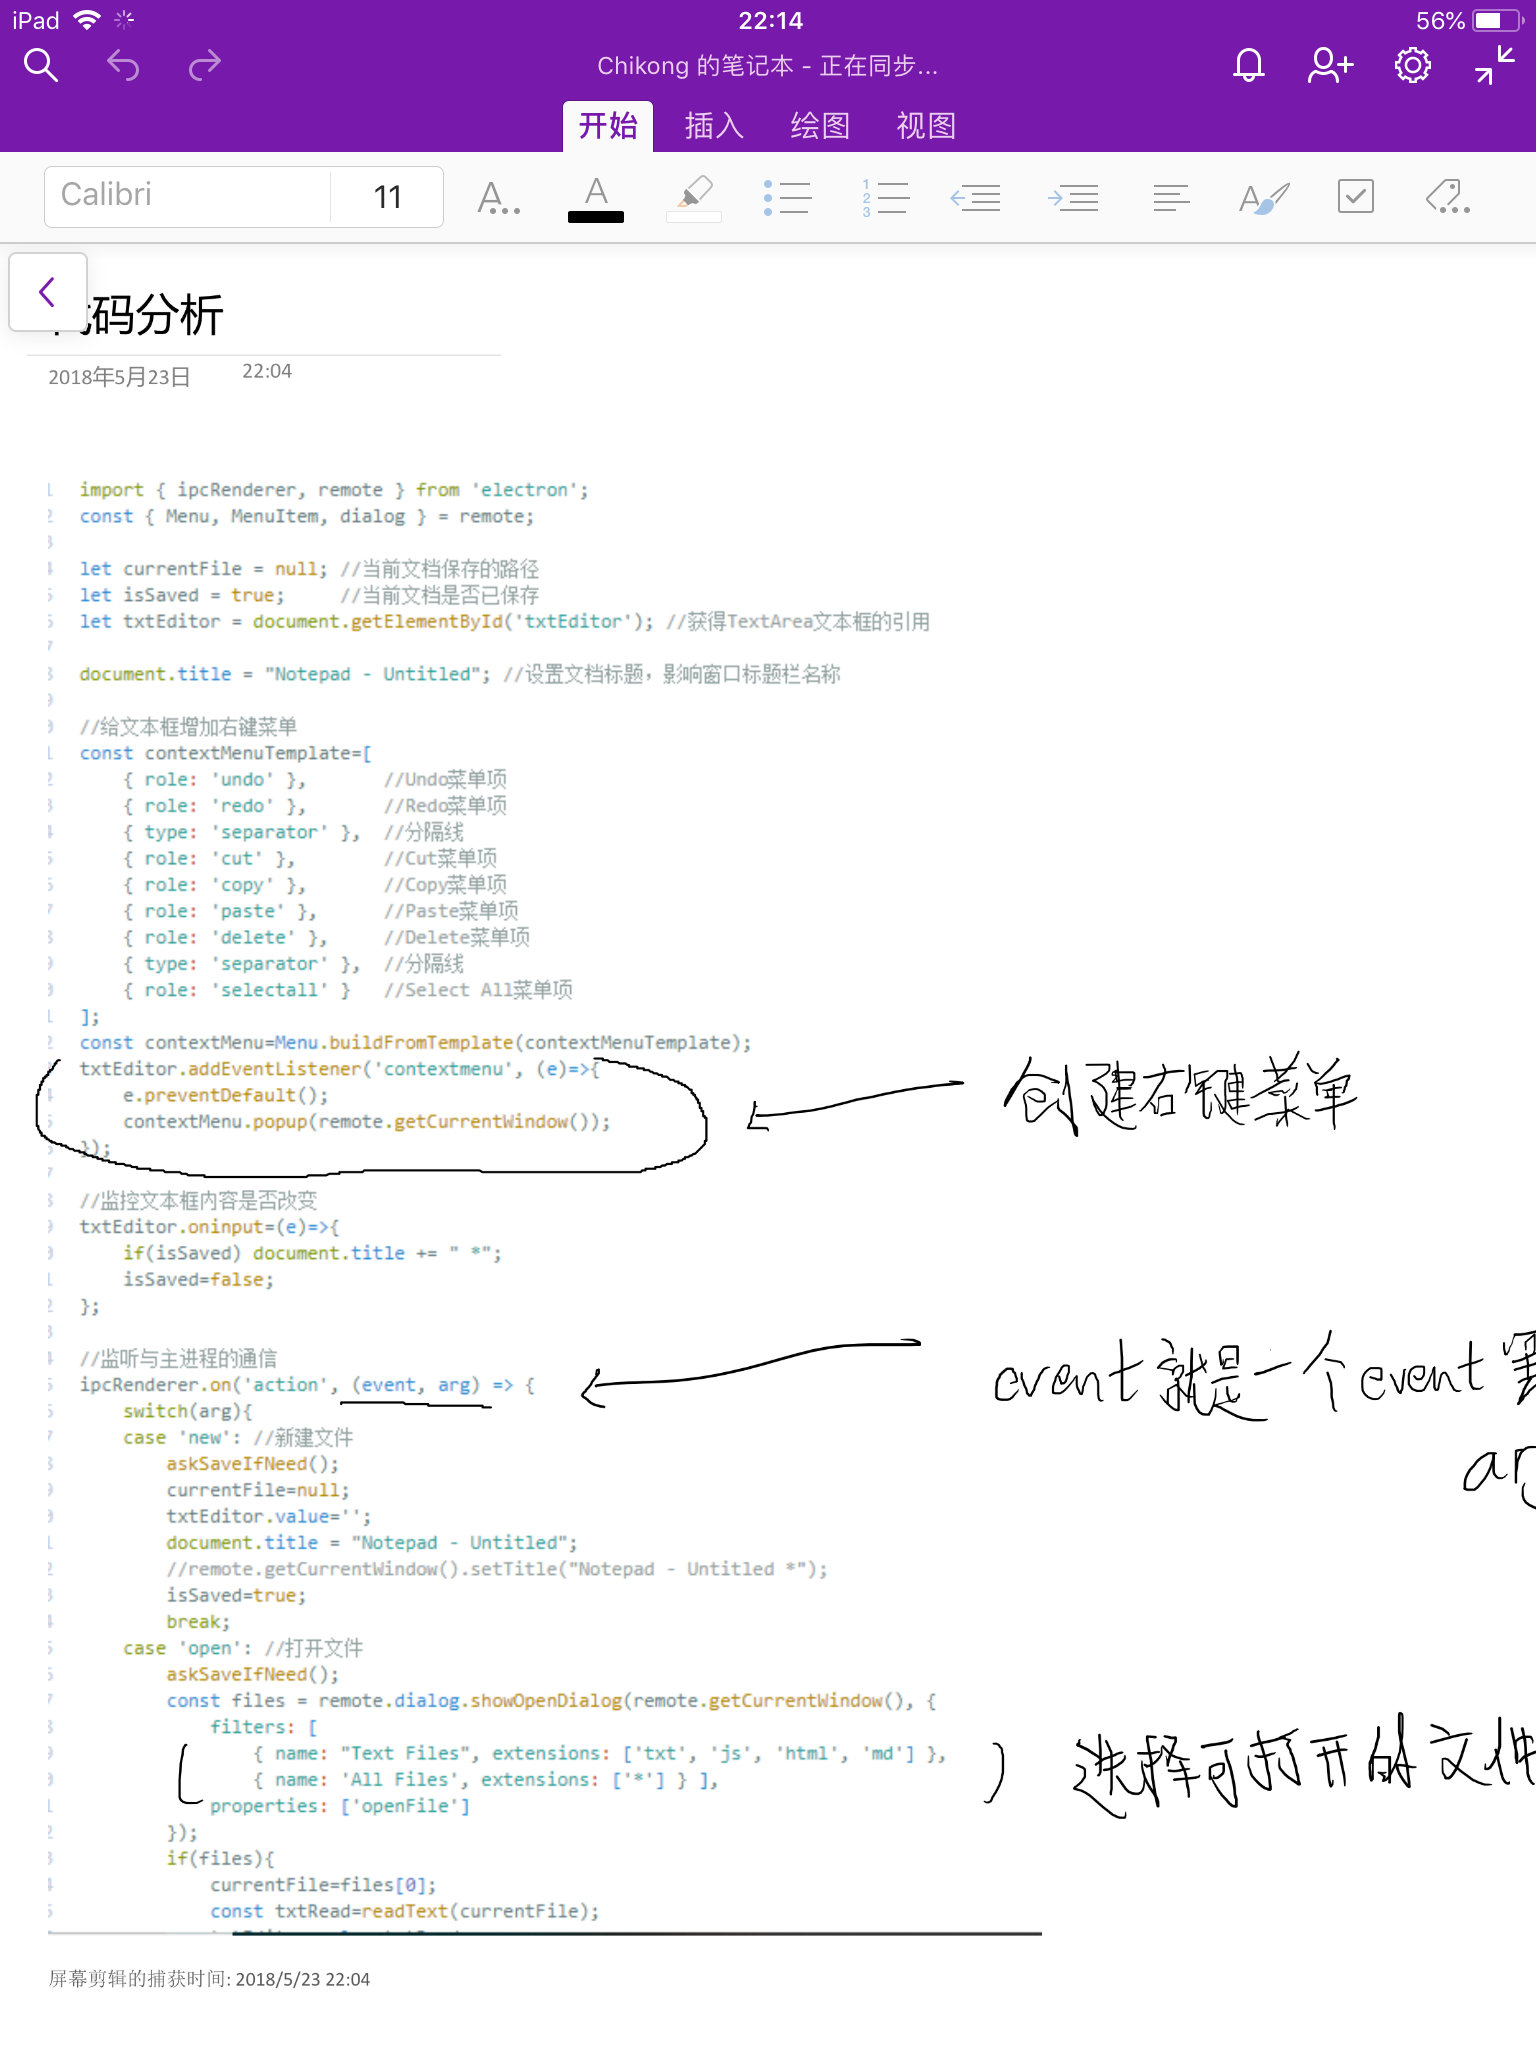 iPad 22:14 56%
Chikong 的笔记本 - 正在同步...
开始 插入 绘图 视图
Calibri 11
码分析
2018年5月23日 22:04
import { ipcRenderer, remote } from 'electron';
const { Menu, MenuItem, dialog } = remote;
let currentFile = null; //当前文档保存的路径
let isSaved = true; //当前文档是否已保存
let txtEditor = document.getElementById('txtEditor'); //获得TextArea文本框的引用
document.title = "Notepad - Untitled"; //设置文档标题，影响窗口标题栏名称
//给文本框增加右键菜单
const contextMenuTemplate=[
{ role: 'undo' }, //Undo菜单项
{ role: 'redo' }, //Redo菜单项
{ type: 'separator' }, //分隔线
{ role: 'cut' }, //Cut菜单项
{ role: 'copy' }, //Copy菜单项
{ role: 'paste' }, //Paste菜单项
{ role: 'delete' }, //Delete菜单项
{ type: 'separator' }, //分隔线
{ role: 'selectall' } //Select All菜单项
];
const contextMenu=Menu.buildFromTemplate(contextMenuTemplate);
txtEditor.addEventListener('contextmenu', (e)=>{
e.preventDefault();
contextMenu.popup(remote.getCurrentWindow());
});
创建右键菜单
//监控文本框内容是否改变
txtEditor.oninput=(e)=>{
if(isSaved) document.title += " *";
isSaved=false;
};
//监听与主进程的通信
ipcRenderer.on('action', (event, arg) => {
event就是一个event
switch(arg){
case 'new': //新建文件
askSaveIfNeed();
currentFile=null;
txtEditor.value='';
document.title = "Notepad - Untitled";
//remote.getCurrentWindow().setTitle("Notepad - Untitled *");
isSaved=true;
break;
case 'open': //打开文件
askSaveIfNeed();
const files = remote.dialog.showOpenDialog(remote.getCurrentWindow(), {
filters: [
{ name: "Text Files", extensions: ['txt', 'js', 'html', 'md'] },
{ name: 'All Files', extensions: ['*'] } ],
properties: ['openFile']
选择可打开的文件
});
if(files){
currentFile=files[0];
const txtRead=readText(currentFile);
屏幕剪辑的捕获时间: 2018/5/23 22:04